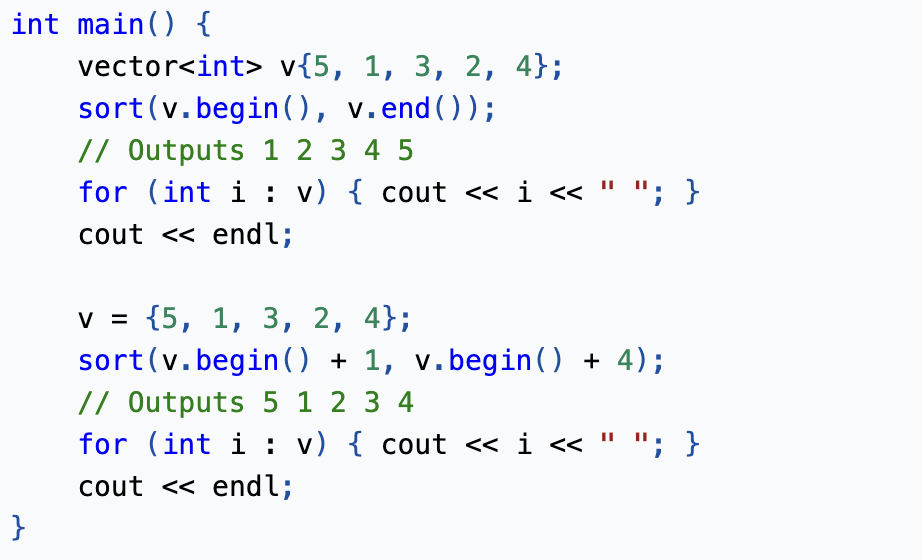 int main() {
    vector<int> v{5, 1, 3, 2, 4};
    sort(v.begin(), v.end());
    // Outputs 1 2 3 4 5
    for (int i : v) { cout << i << " "; }
    cout << endl;

    v = {5, 1, 3, 2, 4};
    sort(v.begin() + 1, v.begin() + 4);
    // Outputs 5 1 2 3 4
    for (int i : v) { cout << i << " "; }
    cout << endl;
}